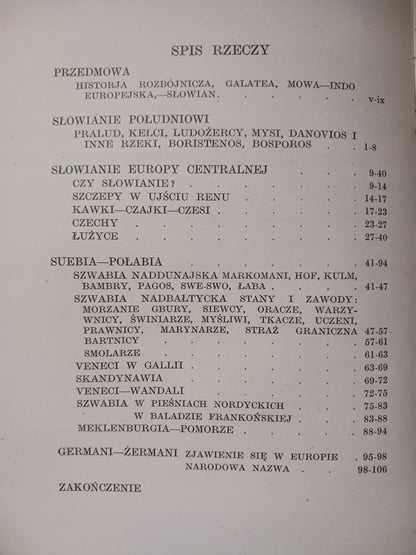 SPIS RZECZY
PRZEDMOWA
HISTORJA ROZBÓJNICZA, GALATEA, MOWA—INDO
EUROPEJSKA,—SŁOWIAN. . . . . . v-ix
SŁOWIANIE POŁUDNIOWI
PRALUD, KELCI, LUDOŻERCY, MYSI, DANOVIOS I
INNE RZEKI, BORISTENOS, BOSPOROS . . 1-8
SŁOWIANIE EUROPY CENTRALNEJ . . 9-40
CZY SŁOWIANIE? . . . . . . 9-14
SZCZEPY W UJŚCIU RENU . . . . 14-17
KAWKI—CZAJKI—CZESI . . . . . 17-23
CZECHY . . . . . . . . 23-27
ŁUŻYCE . . . . . . . . 27-40
SUEBIA—POŁABIA . . . . . . 41-94
SZWABIA NADDUNAJSKA MARKOMANI, HOF, KULM,
BAMBRY, PAGOS, SWE-SWO, ŁABA . . . 41-47
SZWABIA NADBAŁTYCKA STANY I ZAWODY:
MORZANIE GBURY, SIEWCY, ORACZE, WARZY-
WNICY, ŚWINIARZE, MYŚLIWI, TKACZE, UCZENI,
PRAWNICY, MARYNARZE, STRAŻ GRANICZNA 47-57
BARTNICY . . . . . . . 57-61
SMOLARZE . . . . . . . 61-63
VENECI W GALLII . . . . . 63-69
SKANDYNAWIA . . . . . . 69-72
VENECI—WANDALI . . . . . 72-75
SZWABIA W PIEŚNIACH NORDYCKICH . . 75-83
W BALADZIE FRANKOŃSKIEJ . . 83-88
MEKLENBURGIA—POMORZE . . . . 88-94
GERMANI—ŻERMANI ZJAWIENIE SIĘ W EUROPIE . 95-98
NARODOWA NAZWA . . . 98-106
ZAKOŃCZENIE